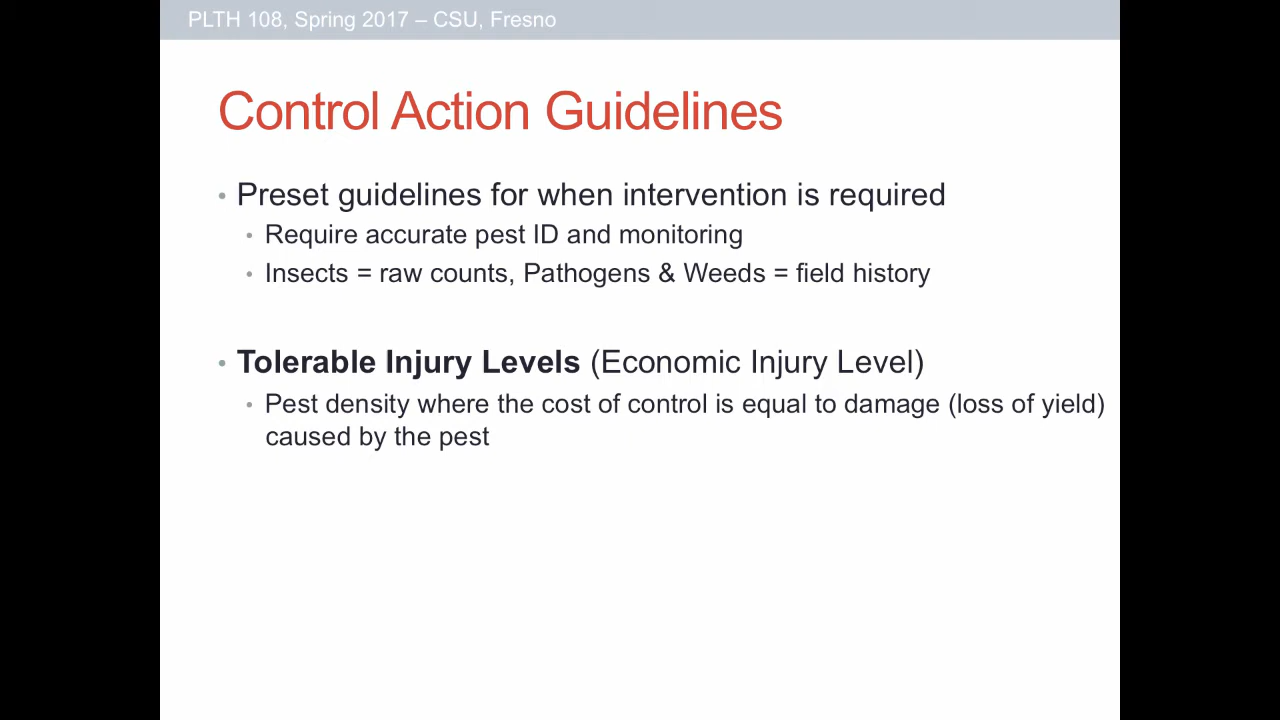 PLTH 108, Spring 2017 – CSU, Fresno
Control Action Guidelines
• Preset guidelines for when intervention is required
• Require accurate pest ID and monitoring
• Insects = raw counts, Pathogens & Weeds = field history
• Tolerable Injury Levels (Economic Injury Level)
• Pest density where the cost of control is equal to damage (loss of yield)
caused by the pest